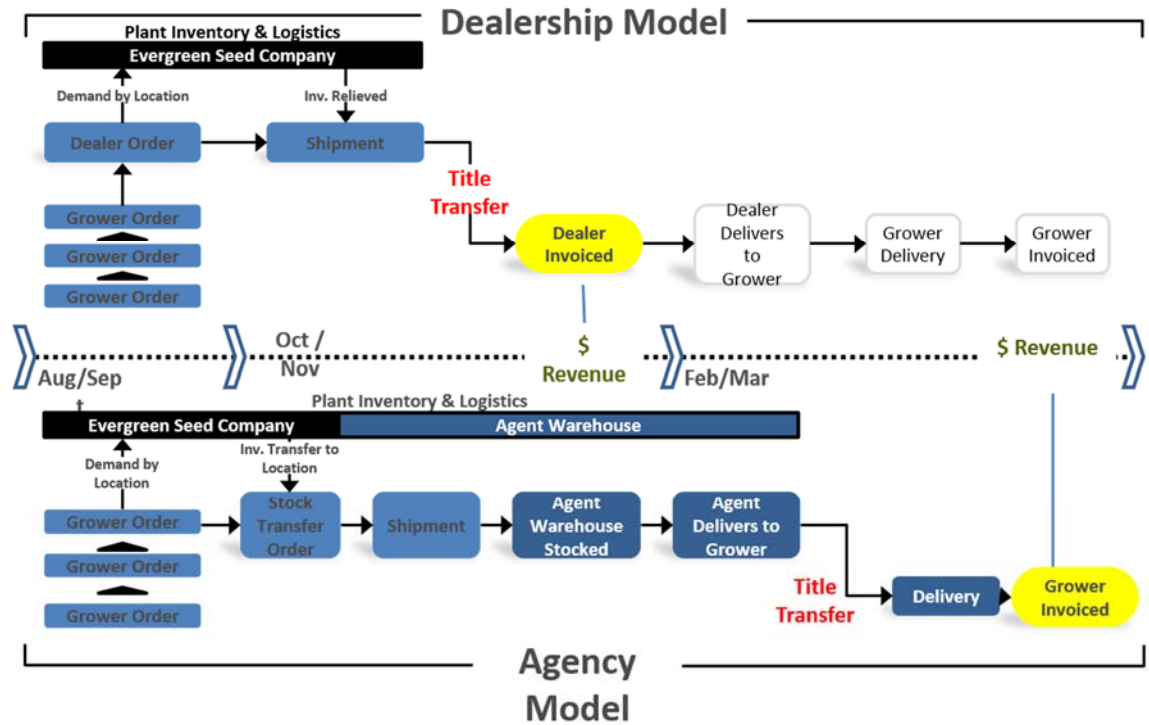 Dealership Model
Plant Inventory & Logistics
Evergreen Seed Company
Demand by Location
Inv. Relieved
Dealer Order
Shipment
Grower Order
Grower Order
Grower Order
Title
Transfer
Dealer
Invoiced
Dealer
Delivers
to
Grower
Grower
Delivery
Grower
Invoiced
Aug/Sep
t
Oct /
Nov
$
Revenue
Feb/Mar
$ Revenue
Plant Inventory & Logistics
Evergreen Seed Company
Agent Warehouse
Demand by
Location
Inv. Transfer to
Location
Grower Order
Grower Order
Grower Order
Stock
Transfer
Order
Shipment
Agent
Warehouse
Stocked
Agent
Delivers to
Grower
Title
Transfer
Delivery
Grower
Invoiced
Agency
Model